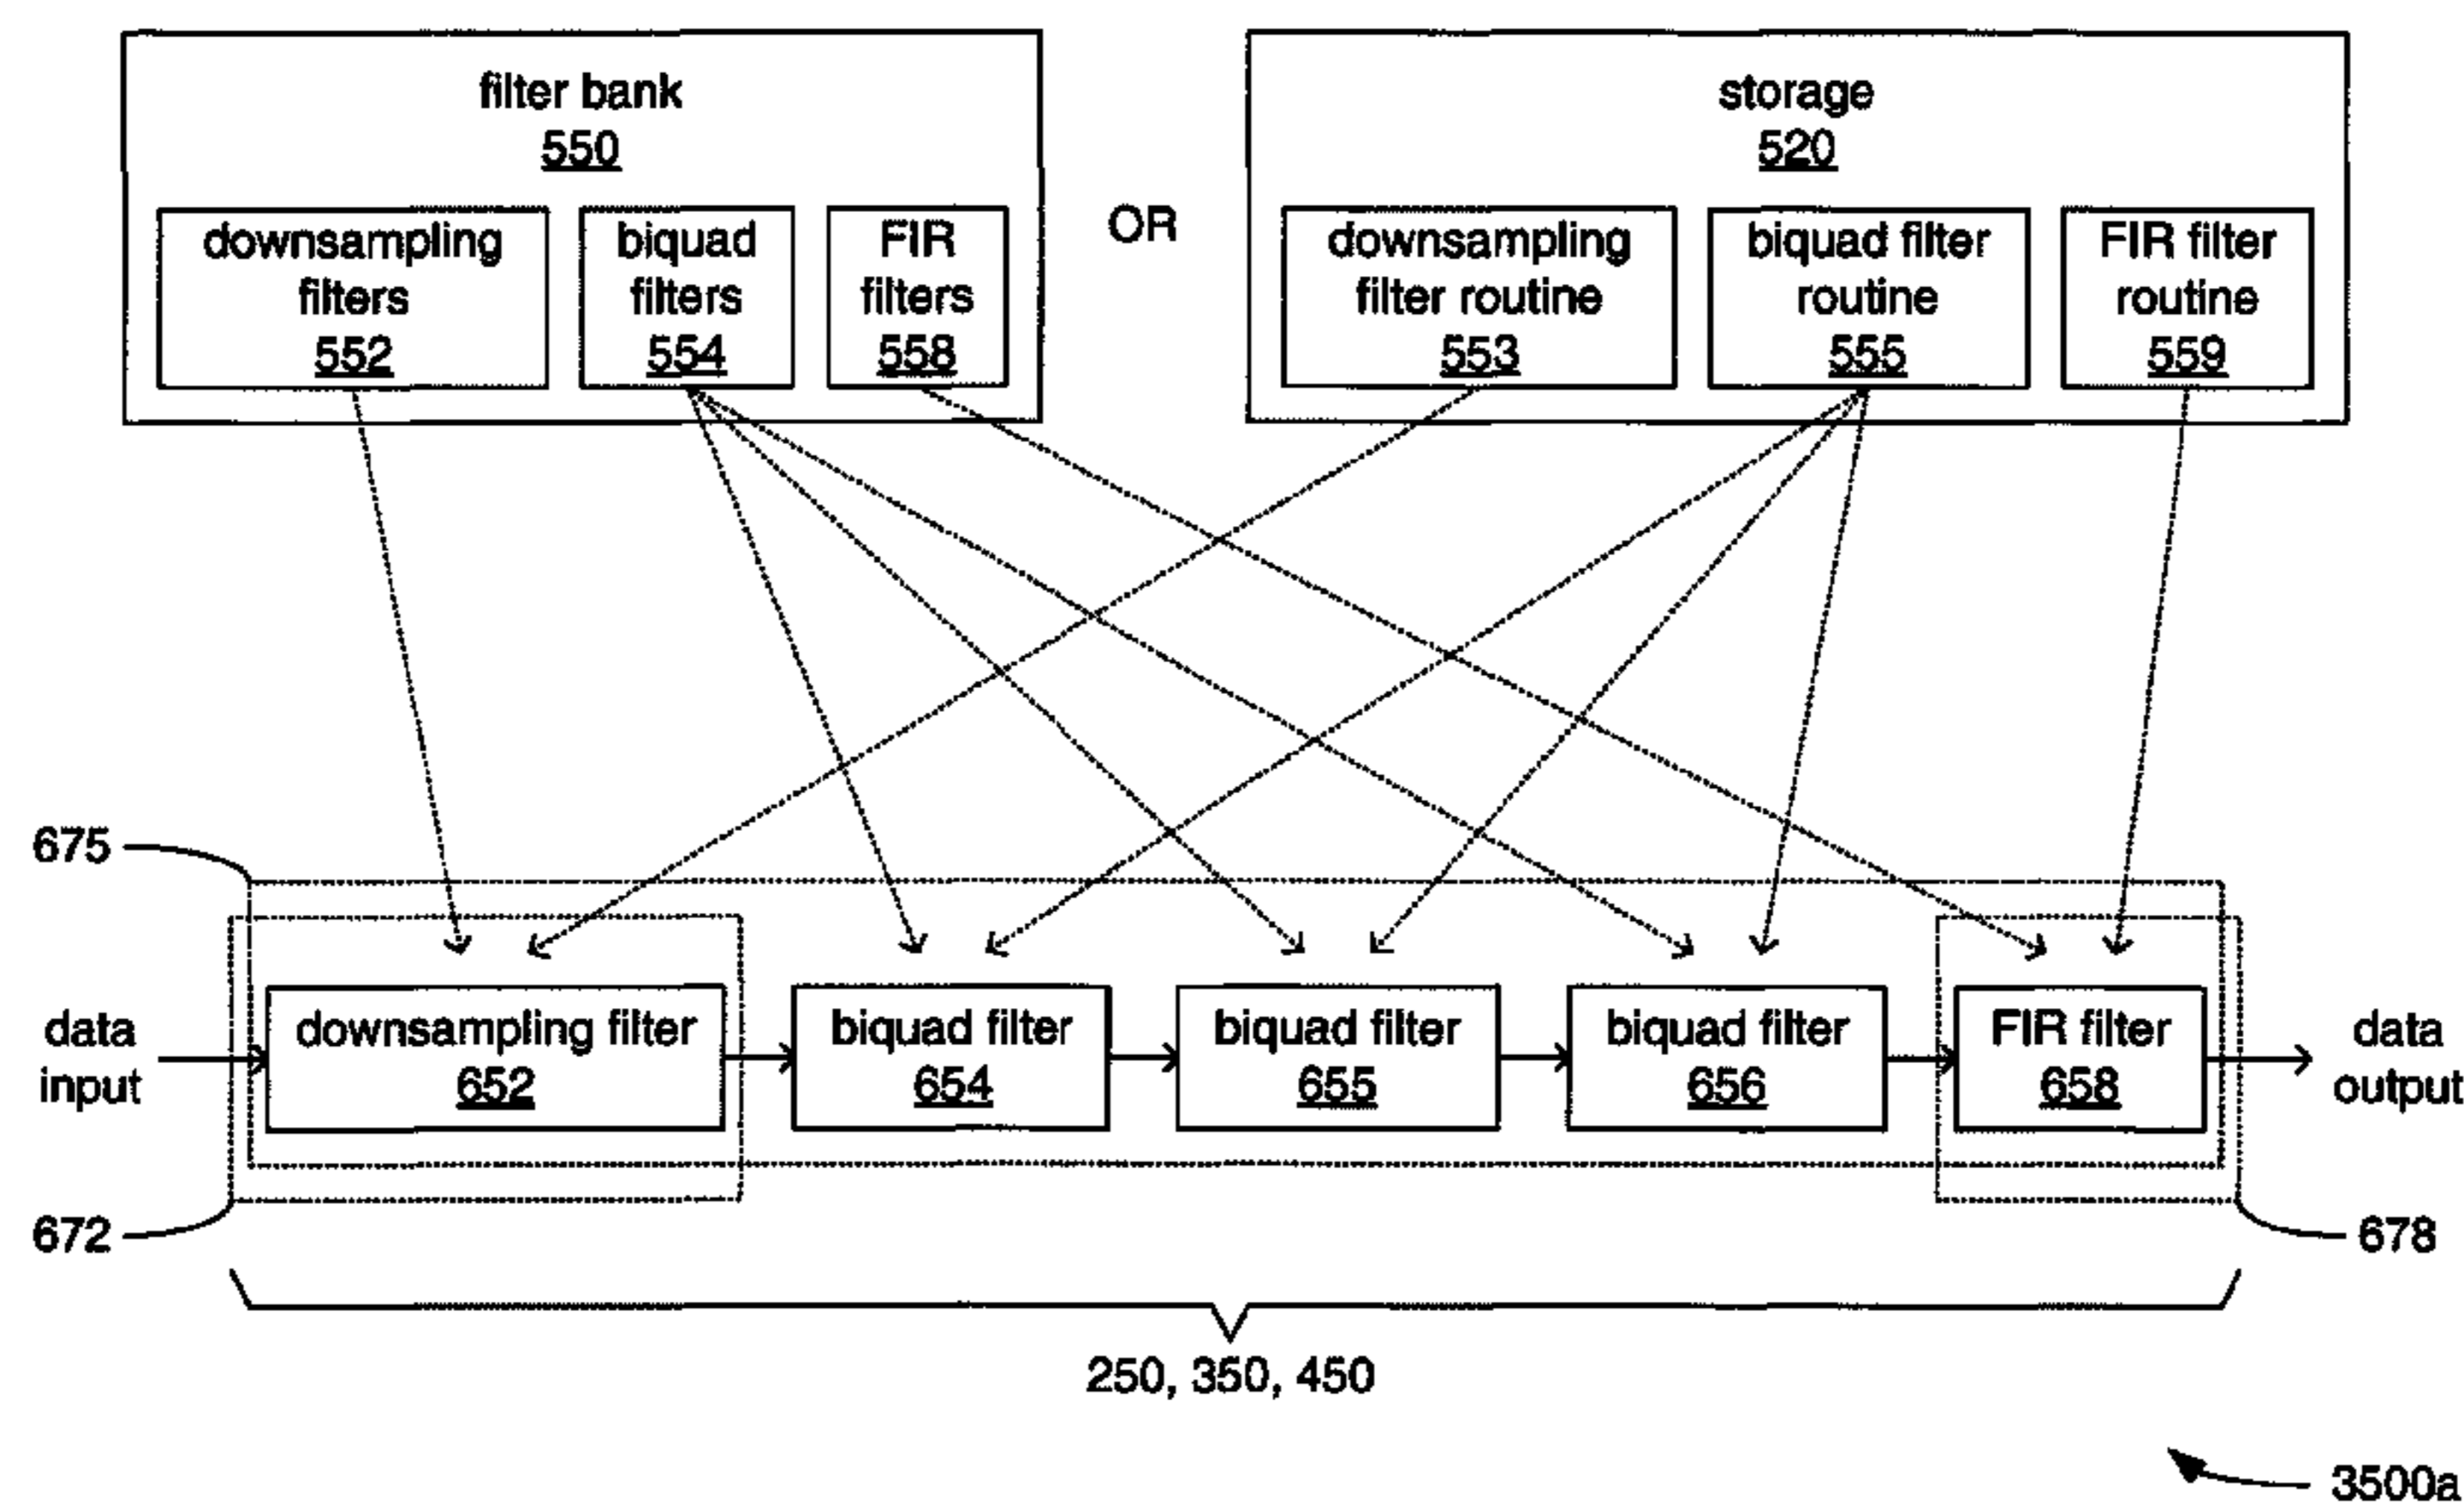 filter bank
550
downsampling
filters
552
biquad
filters
554
FIR
filters
558
OR
storage
520
downsampling
filter routine
553
biquad filter
routine
555
FIR filter
routine
559
675
data
input
downsampling filter
652
biquad filter
654
biquad filter
655
biquad filter
656
FIR filter
658
data
output
672
678
250, 350, 450
3500a